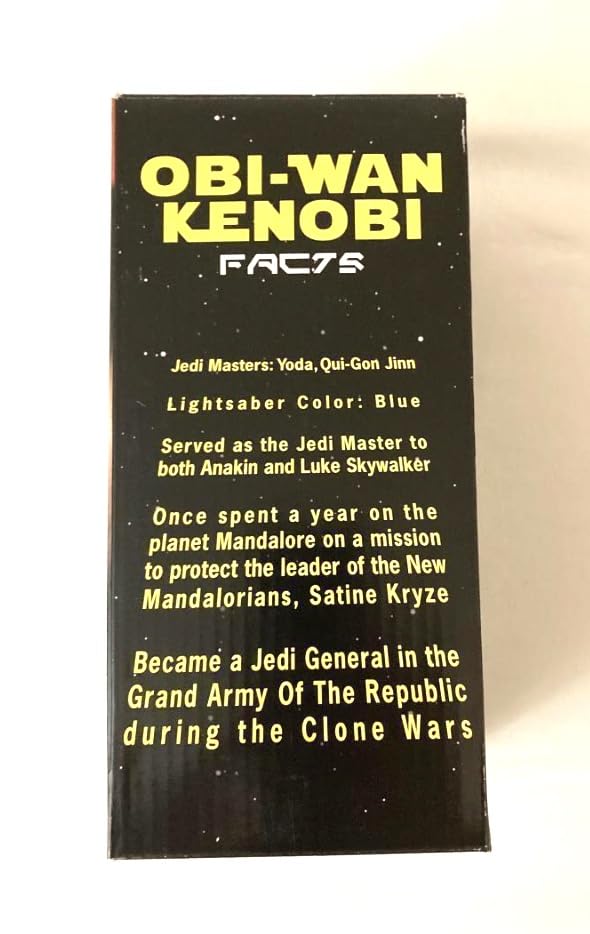 OBI-WAN
KENOBI
FACTS
Jedi Masters: Yoda, Qui-Gon Jinn
Lightsaber Color: Blue
Served as the Jedi Master to
both Anakin and Luke Skywalker
Once spent a year on the
planet Mandalore on a mission
to protect the leader of the New
Mandalorians, Satine Kryze
Became a Jedi General in the
Grand Army Of The Republic
during the Clone Wars